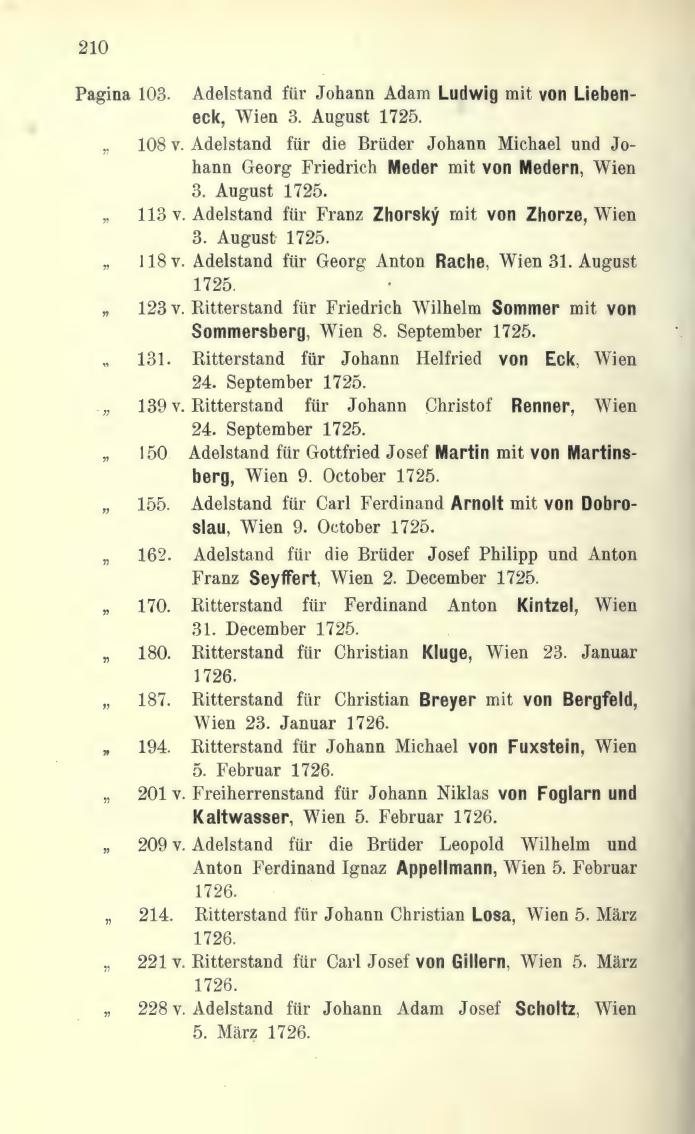 210
Pagina 103. Adelstand für Johann Adam Ludwig mit von Lieben-
eck, Wien 3. August 1725.
„ 108 v. Adelstand für die Brüder Johann Michael und Jo-
hann Georg Friedrich Meder mit von Medern, Wien
3. August 1725.
„ 113 v. Adelstand für Franz Zhorský mit von Zhorze, Wien
3. August 1725.
„ 118 v. Adelstand für Georg Anton Rache, Wien 31. August
1725.
„ 123 v. Ritterstand für Friedrich Wilhelm Sommer mit von
Sommersberg, Wien 8. September 1725.
„ 131. Ritterstand für Johann Helfried von Eck, Wien
24. September 1725.
„ 139 v. Ritterstand für Johann Christof Renner, Wien
24. September 1725.
„ 150 Adelstand für Gottfried Josef Martin mit von Martins-
berg, Wien 9. October 1725.
„ 155. Adelstand für Carl Ferdinand Arnolt mit von Dobro-
slau, Wien 9. October 1725.
„ 162. Adelstand für die Brüder Josef Philipp und Anton
Franz Seyffert, Wien 2. December 1725.
„ 170. Ritterstand für Ferdinand Anton Kintzel, Wien
31. December 1725.
„ 180. Ritterstand für Christian Kluge, Wien 23. Januar
1726.
„ 187. Ritterstand für Christian Breyer mit von Bergfeld,
Wien 23. Januar 1726.
„ 194. Ritterstand für Johann Michael von Fuxstein, Wien
5. Februar 1726.
„ 201 v. Freiherrenstand für Johann Niklas von Foglarn und
Kaltwasser, Wien 5. Februar 1726.
„ 209 v. Adelstand für die Brüder Leopold Wilhelm und
Anton Ferdinand Ignaz Appellmann, Wien 5. Februar
1726.
„ 214. Ritterstand für Johann Christian Losa, Wien 5. März
1726.
„ 221 v. Ritterstand für Carl Josef von Gillern, Wien 5. März
1726.
„ 228 v. Adelstand für Johann Adam Josef Scholtz, Wien
5. März 1726.